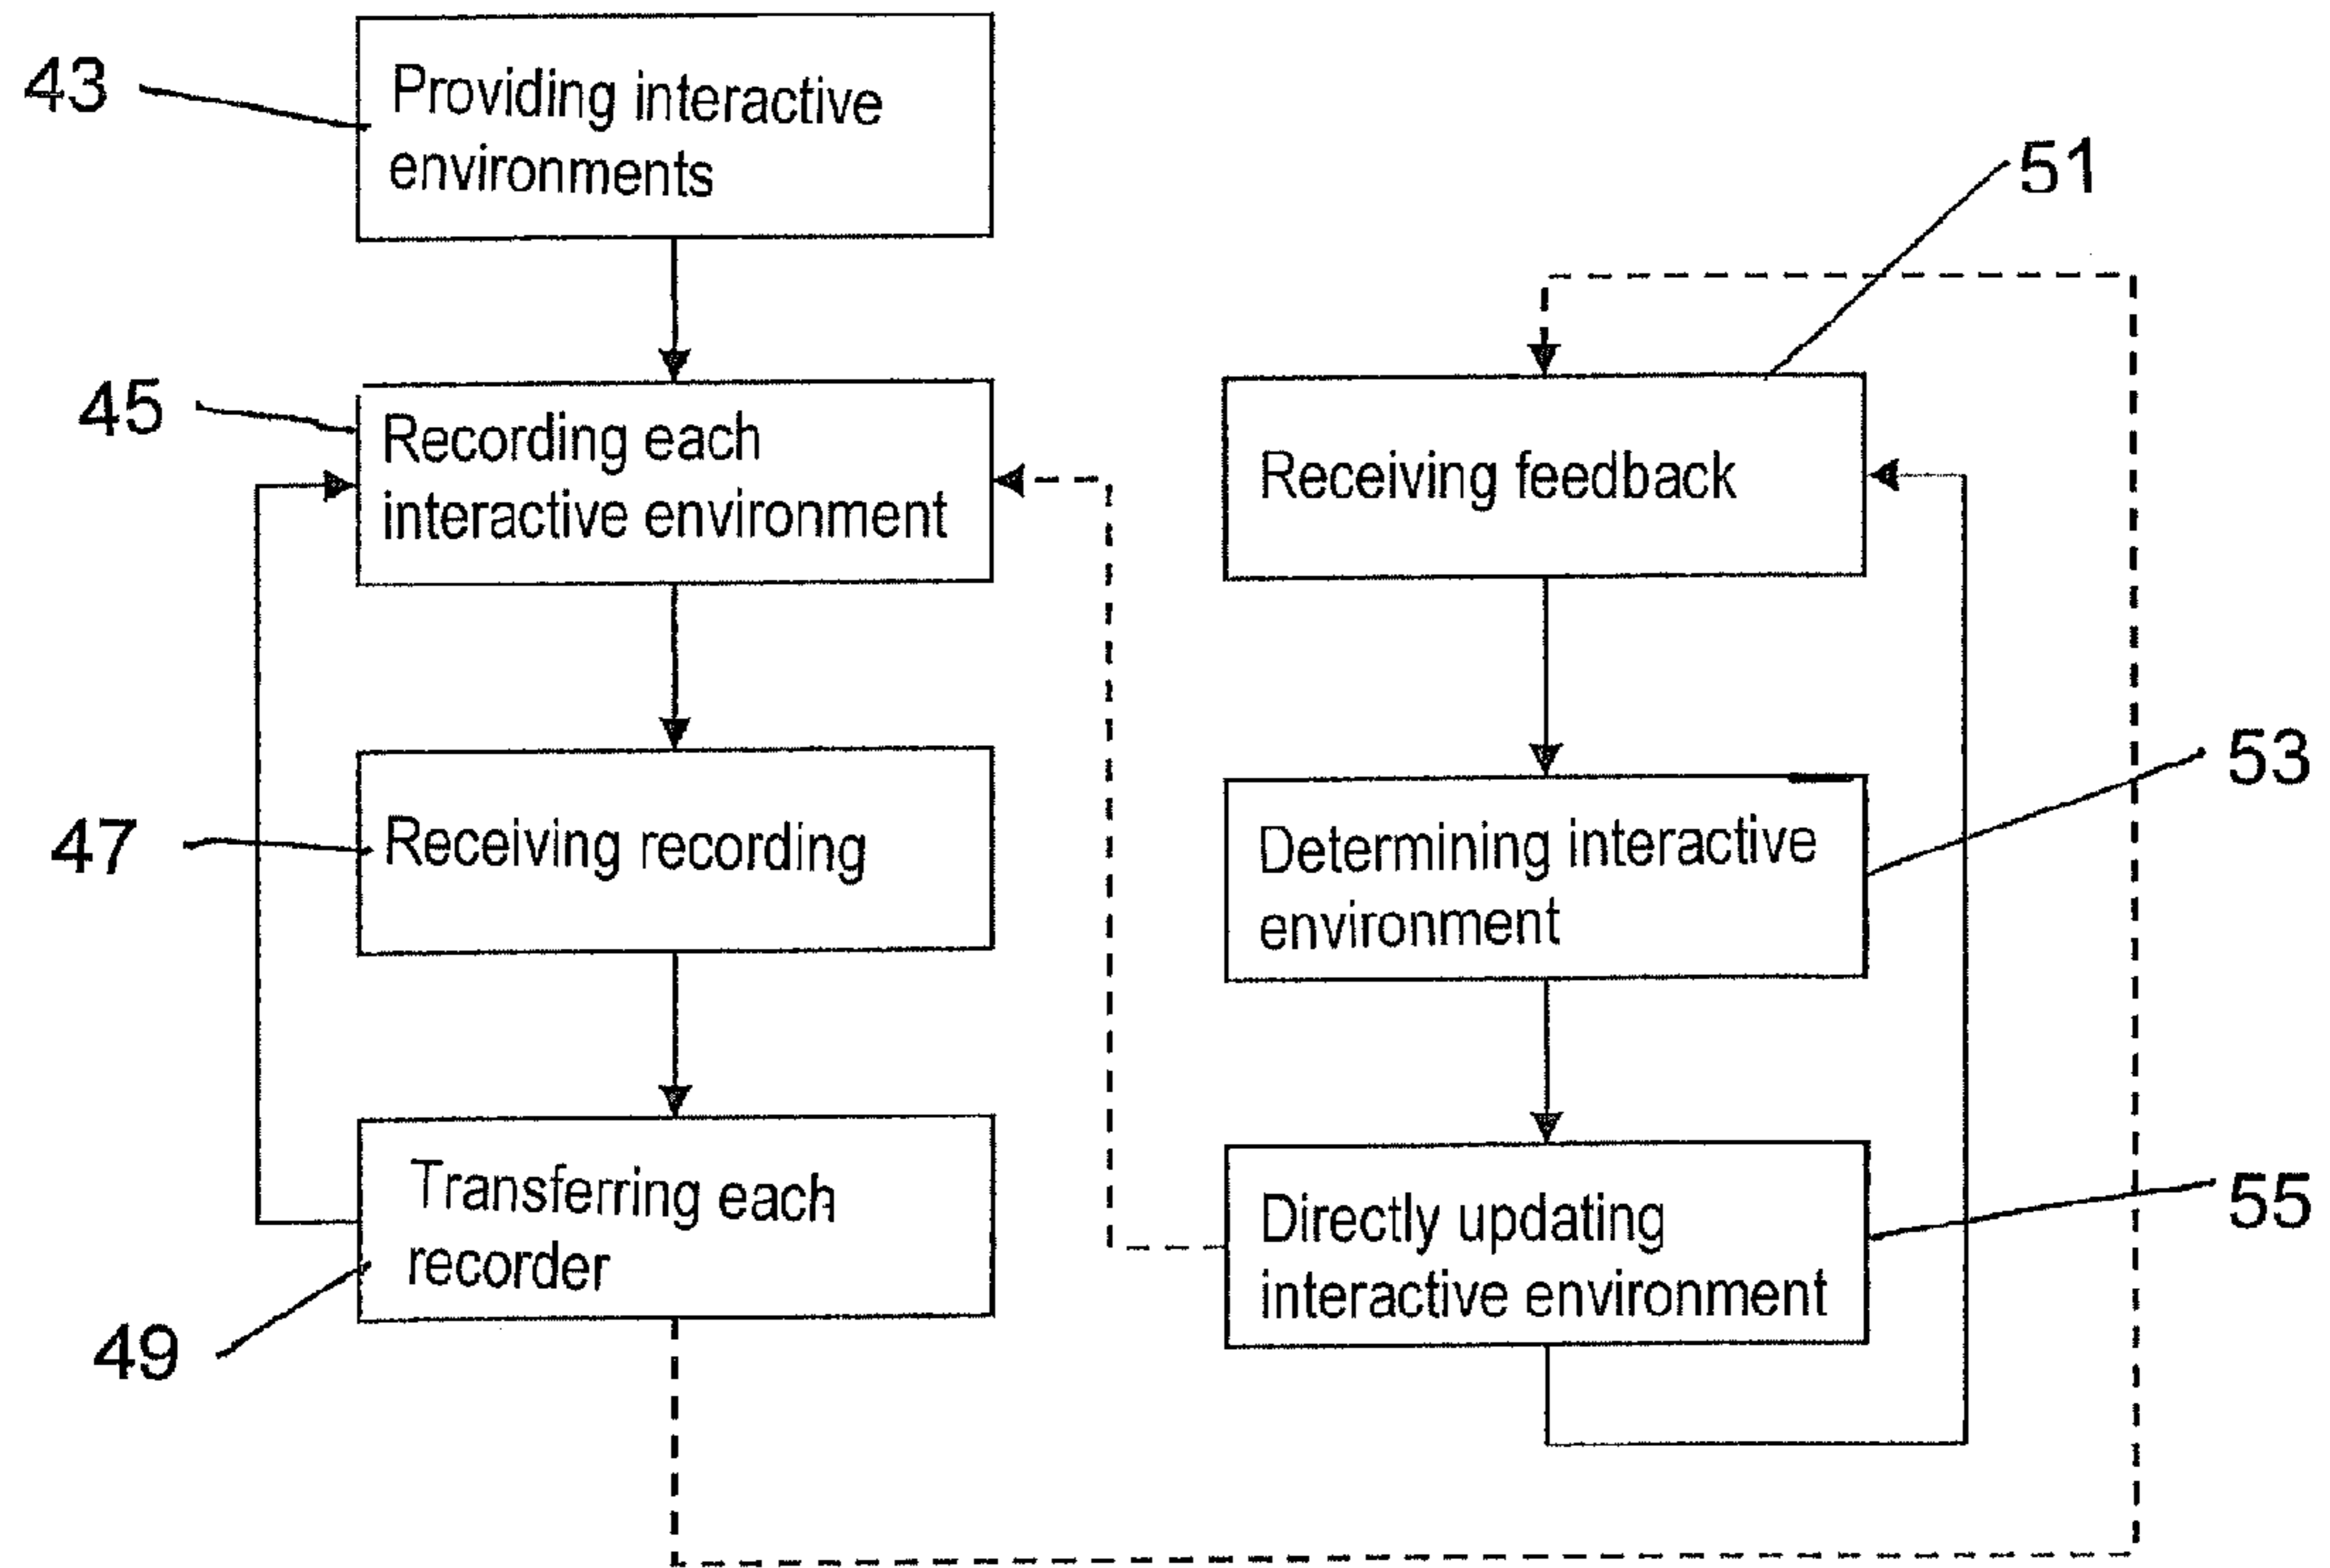 43
Providing interactive
environments
45
Recording each
interactive environment
47
Receiving recording
49
Transferring each
recorder
51
Receiving feedback
53
Determining interactive
environment
55
Directly updating
interactive environment